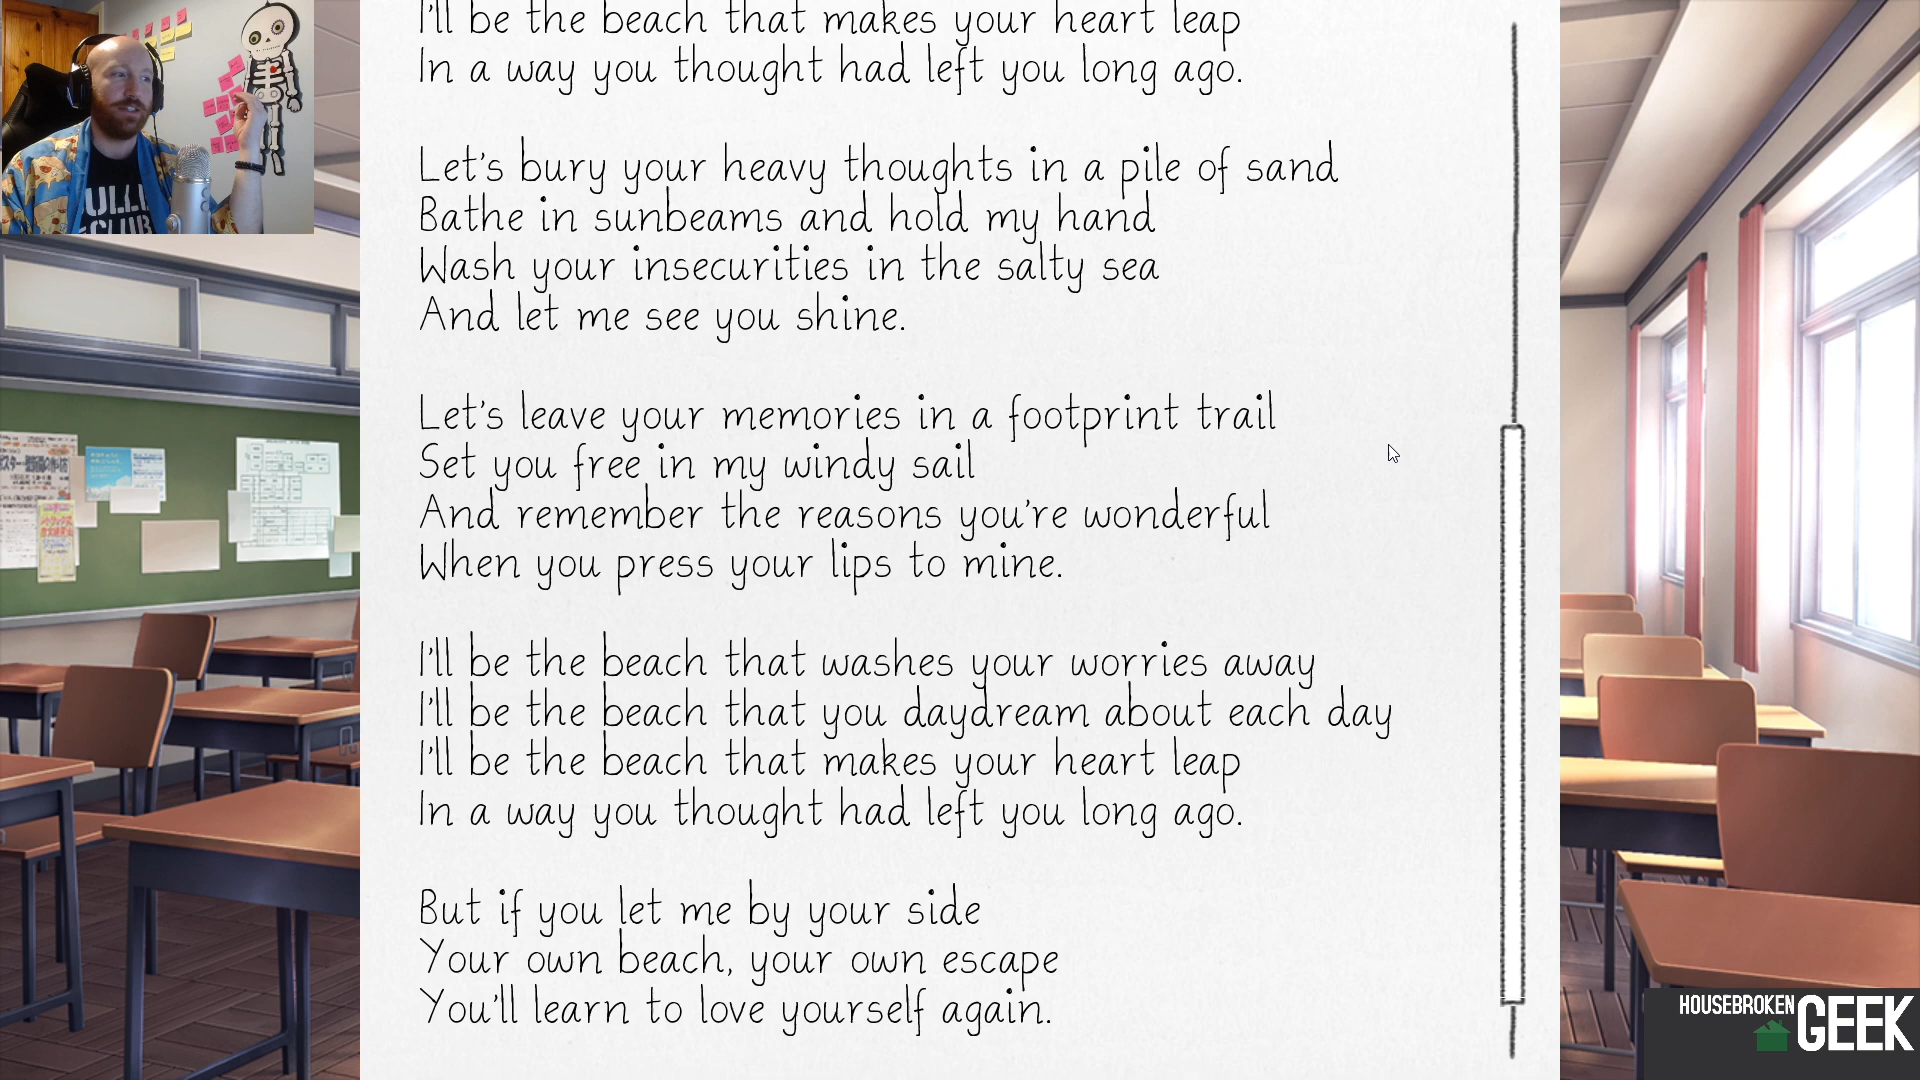 I'll be the beach that makes your heart leap
In a way you thought had left you long ago.
Let's bury your heavy thoughts in a pile of sand
Bathe in sunbeams and hold my hand
Wash your insecurities in the salty sea
And let me see you shine.
Let's leave your memories in a footprint trail
Set you free in my windy sail
And remember the reasons you're wonderful
When you press your lips to mine.
I'll be the beach that washes your worries away
I'll be the beach that you daydream about each day
I'll be the beach that makes your heart leap
In a way you thought had left you long ago.
But if you let me by your side
Your own beach, your own escape
You'll learn to love yourself again.
CLUB
HOUSEBROKEN
GEEK